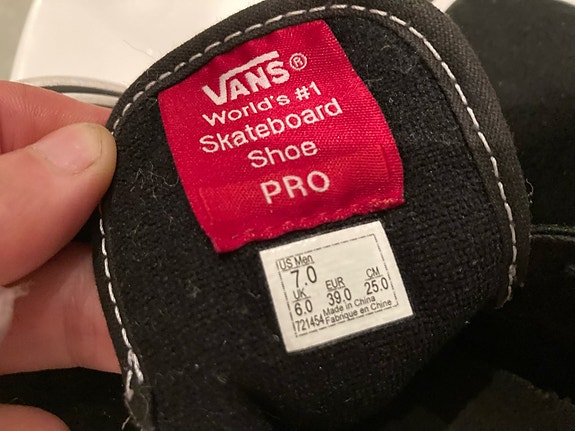 VANS®
World's #1
Skateboard
Shoe
PRO
US Men
7.0
UK EUR CM
6.0 39.0 25.0
721454 Made in China
Fabriqué en Chine